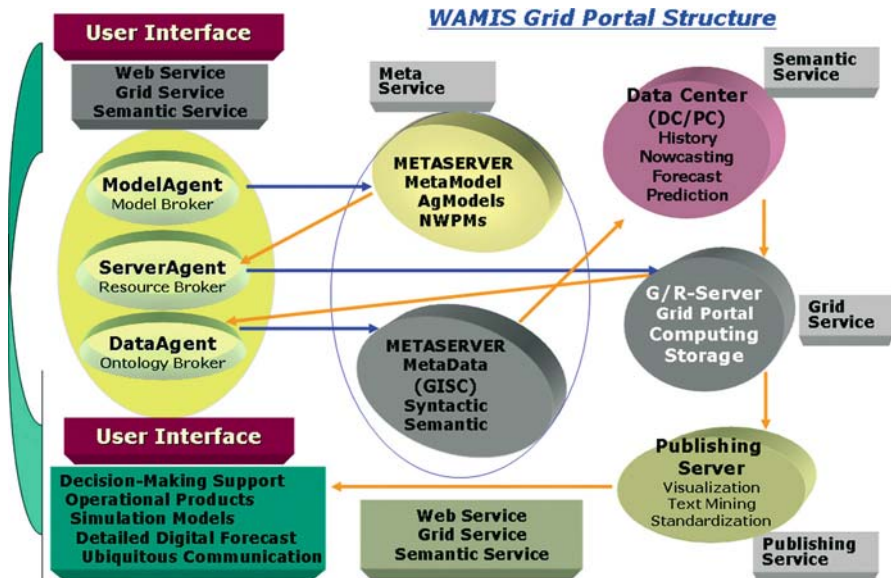 WAMIS Grid Portal Structure
User Interface
Web Service
Grid Service
Semantic Service
Meta
Service
Semantic
Service
Data Center
(DC/PC)
History
Nowcasting
Forecast
Prediction
ModelAgent
Model Broker
METASERVER
MetaModel
AgModels
NWPMs
ServerAgent
Resource Broker
G/R-Server
Grid Portal
Computing
Storage
Grid
Service
DataAgent
Ontology Broker
METASERVER
MetaData
(GISC)
Syntactic
Semantic
User Interface
Decision-Making Support
Operational Products
Simulation Models
Detailed Digital Forecast
Ubiquitous Communication
Web Service
Grid Service
Semantic Service
Publishing
Server
Visualization
Text Mining
Standardization
Publishing
Service